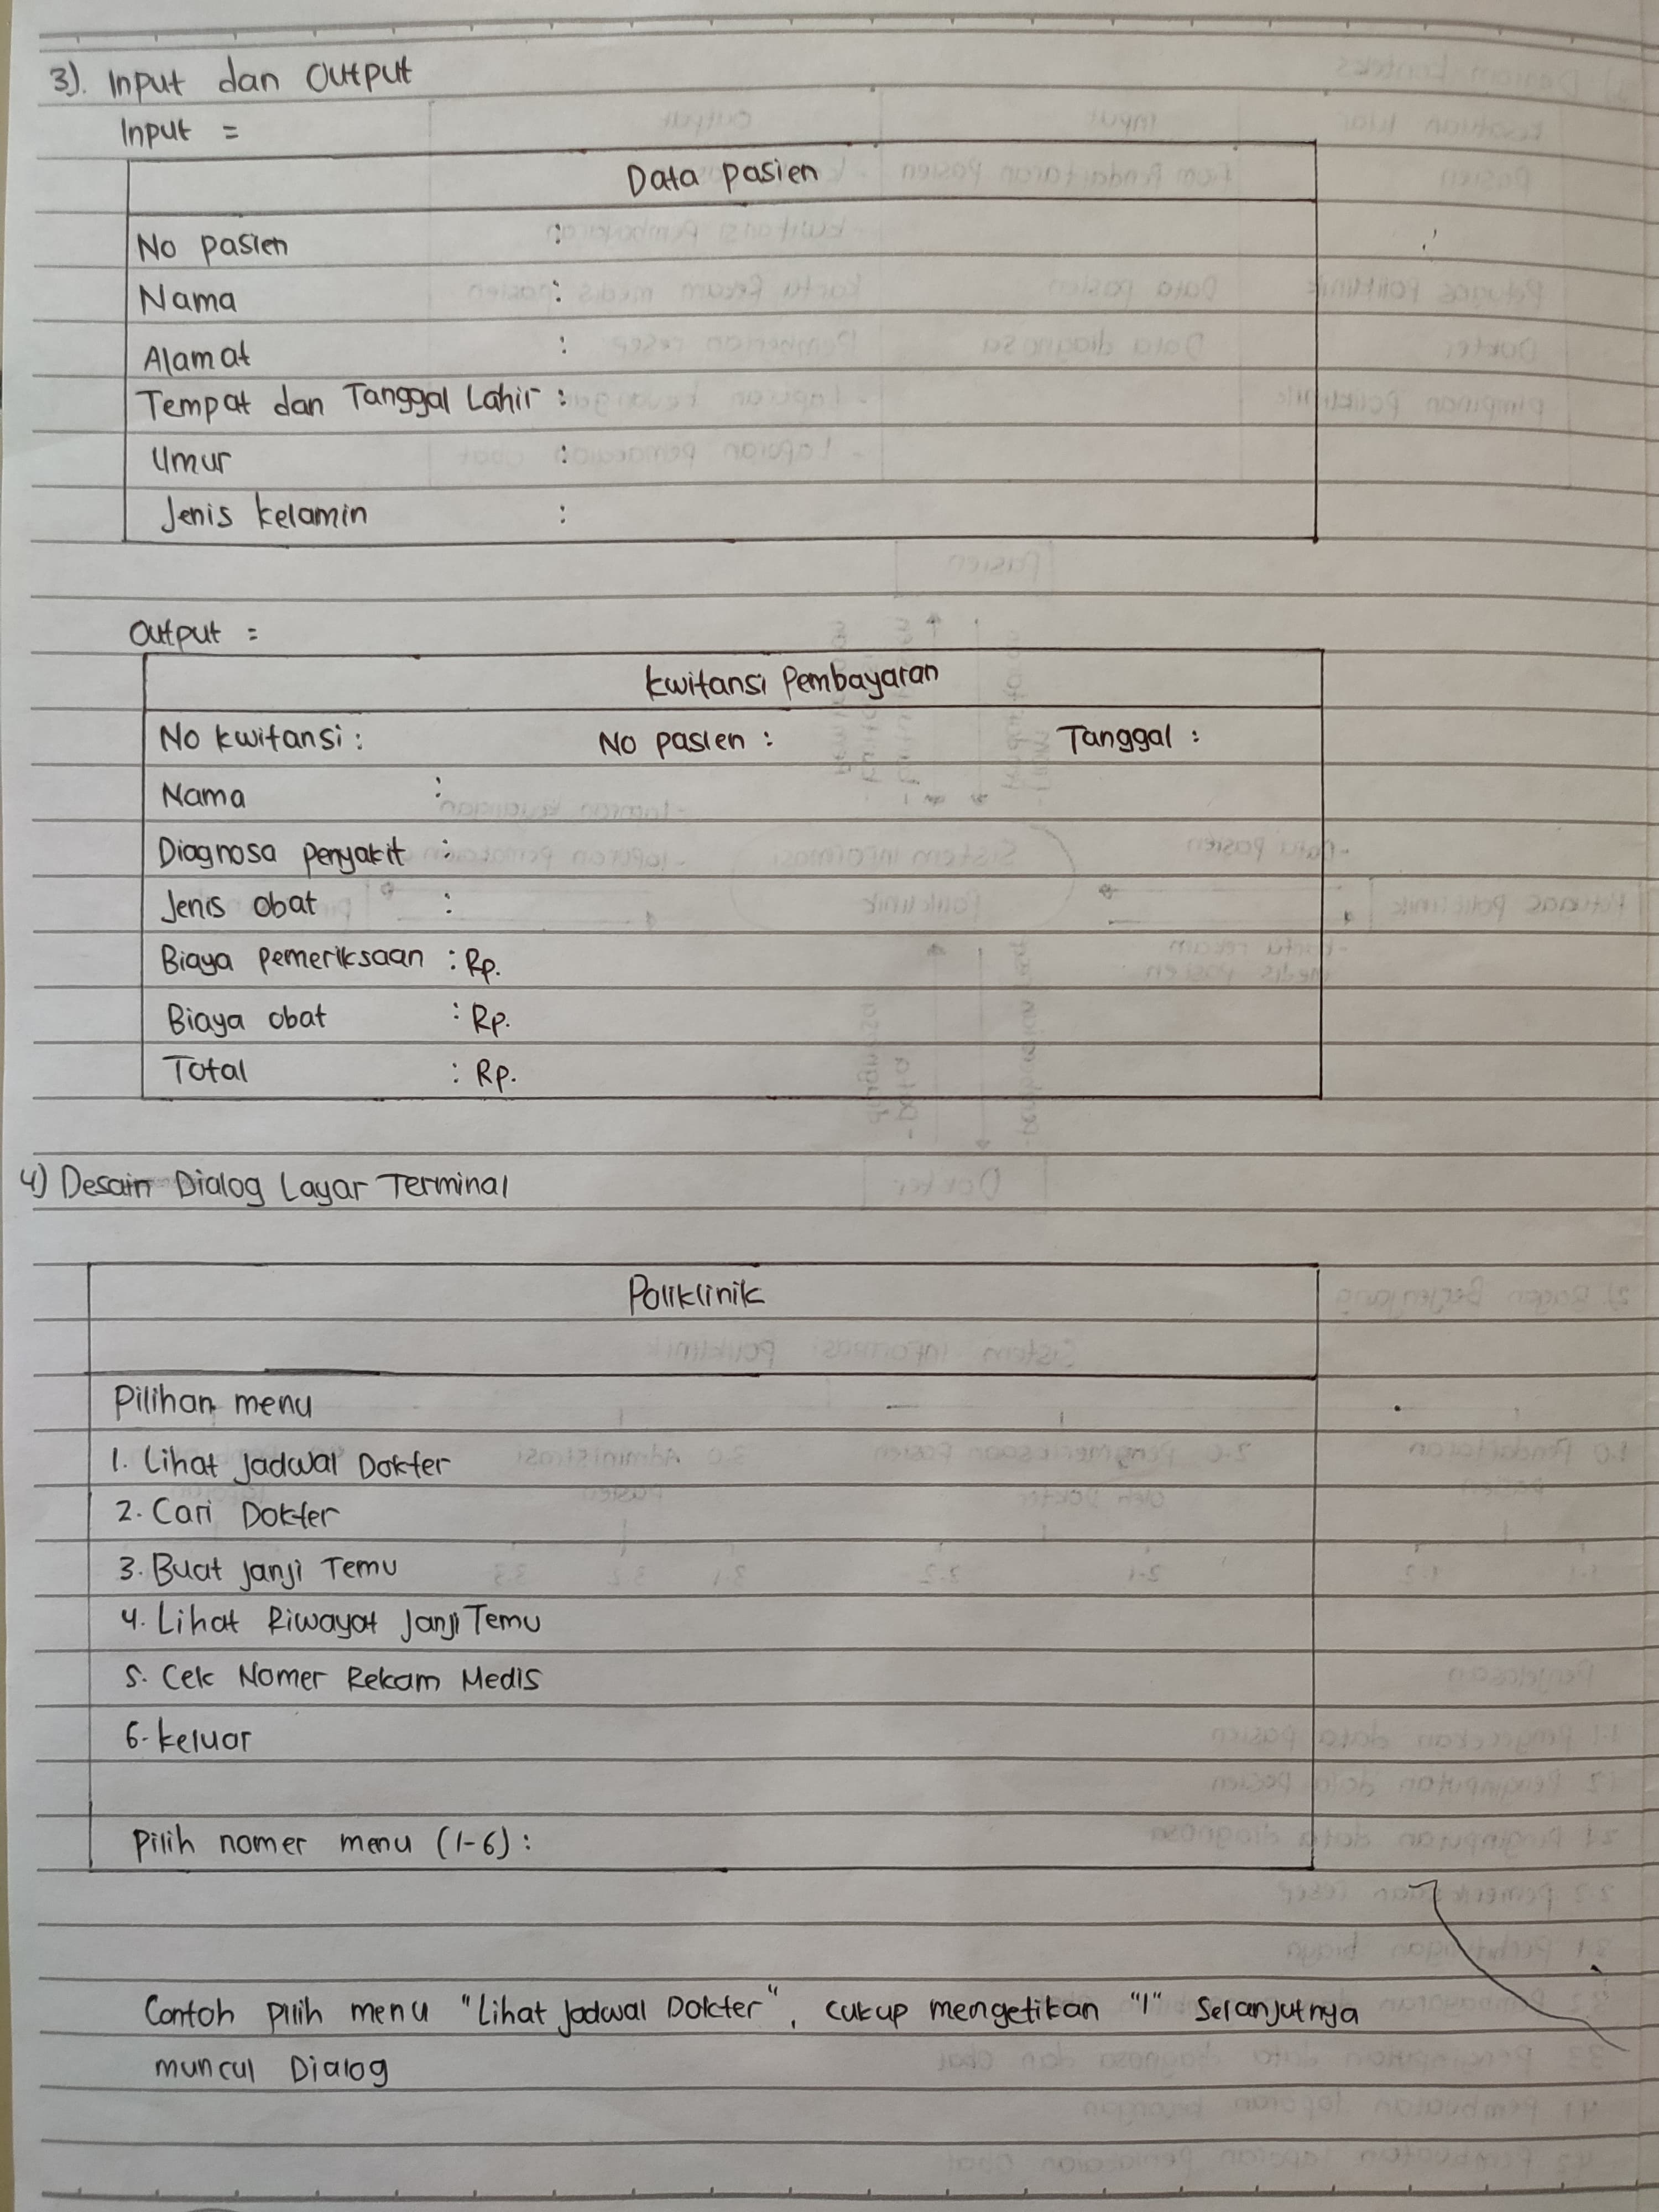 3). Input dan Output
Input =
Data pasien
No pasien :
Nama :
Alamat :
Tempat dan Tanggal Lahir :
Umur :
Jenis kelamin :
Output =
Kwitansi Pembayaran
No kwitansi : No pasien : Tanggal :
Nama :
Diagnosa penyakit :
Jenis obat :
Biaya pemeriksaan : Rp.
Biaya obat : Rp.
Total : Rp.
4) Desain Dialog Layar Terminal
Poliklinik
Pilihan menu
1. Lihat Jadwal Dokter
2. Cari Dokter
3. Buat Janji Temu
4. Lihat Riwayat Janji Temu
5. Cek Nomer Rekam Medis
6. keluar
Pilih nomer menu (1-6) :
Contoh pilih menu "Lihat Jadwal Dokter", cukup mengetikan "1" Selanjutnya
muncul Dialog